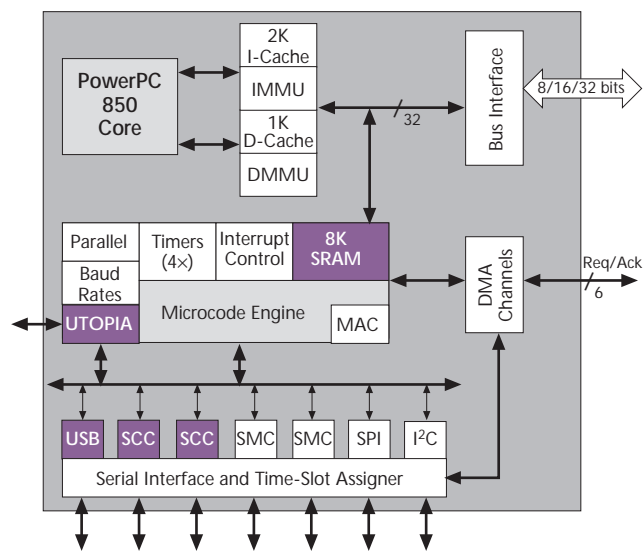 2K
I-Cache
PowerPC
850
Core
IMMU
1K
D-Cache
DMMU
32
Bus Interface
8/16/32 bits
Parallel
Timers
(4×)
Interrupt
Control
8K
SRAM
Baud
Rates
UTOPIA
Microcode Engine
MAC
DMA
Channels
Req/Ack
6
USB
SCC
SCC
SMC
SMC
SPI
I²C
Serial Interface and Time-Slot Assigner